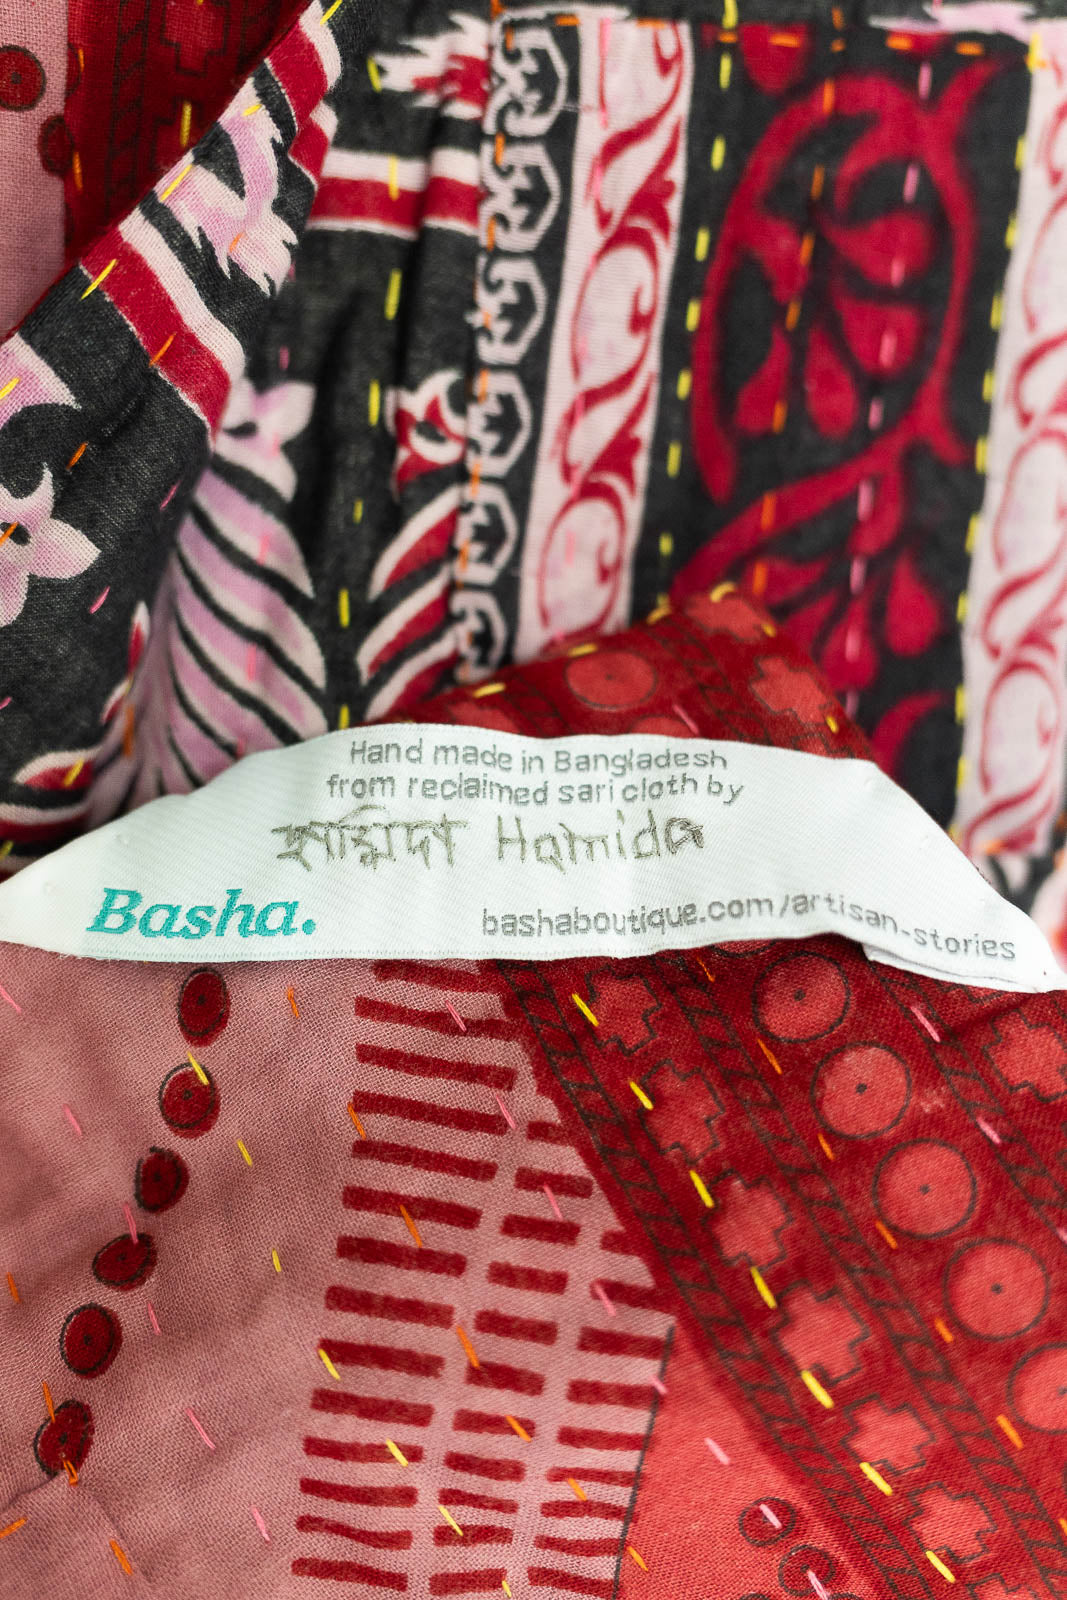 Hand made in Bangladesh
from reclaimed sari cloth by
হামিদা Hamida
Basha.
bashaboutique.com/artisan-stories